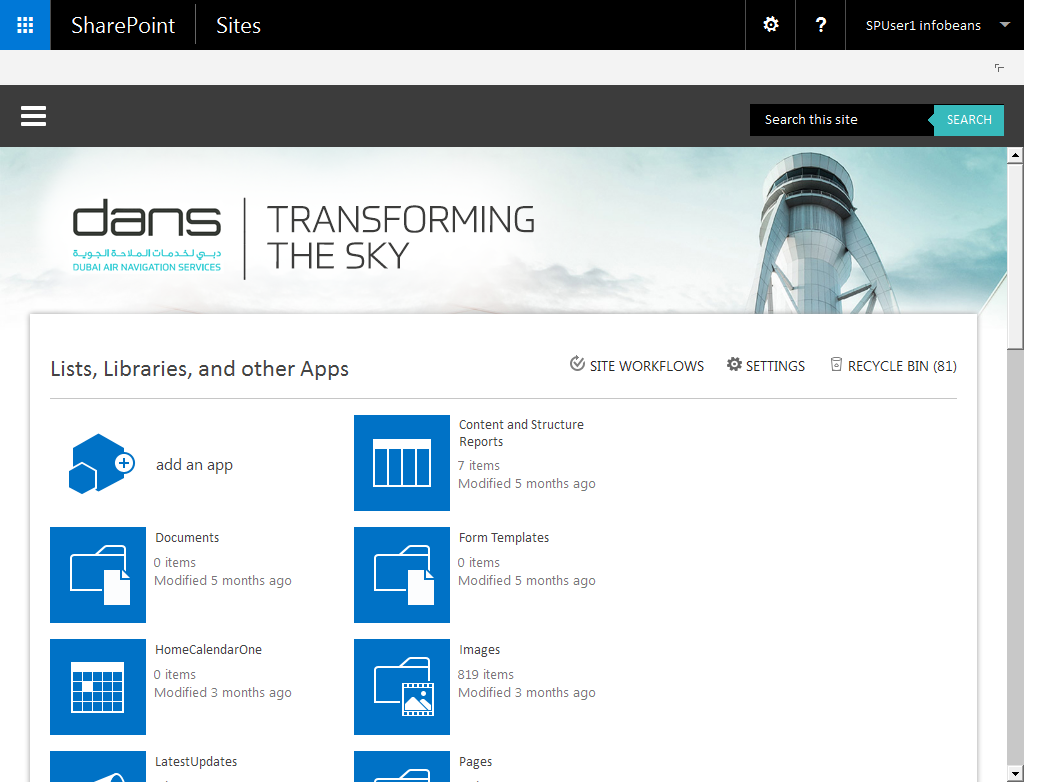 SharePoint
Sites
?
SPUser1 infobeans
Search this site
SEARCH
dans
دبي لخدمات الملاحة الجوية
DUBAI AIR NAVIGATION SERVICES
TRANSFORMING
THE SKY
Lists, Libraries, and other Apps
SITE WORKFLOWS
SETTINGS
RECYCLE BIN (81)
add an app
Content and Structure
Reports
7 items
Modified 5 months ago
Documents
0 items
Modified 5 months ago
Form Templates
0 items
Modified 5 months ago
HomeCalendarOne
0 items
Modified 3 months ago
Images
819 items
Modified 3 months ago
LatestUpdates
Pages